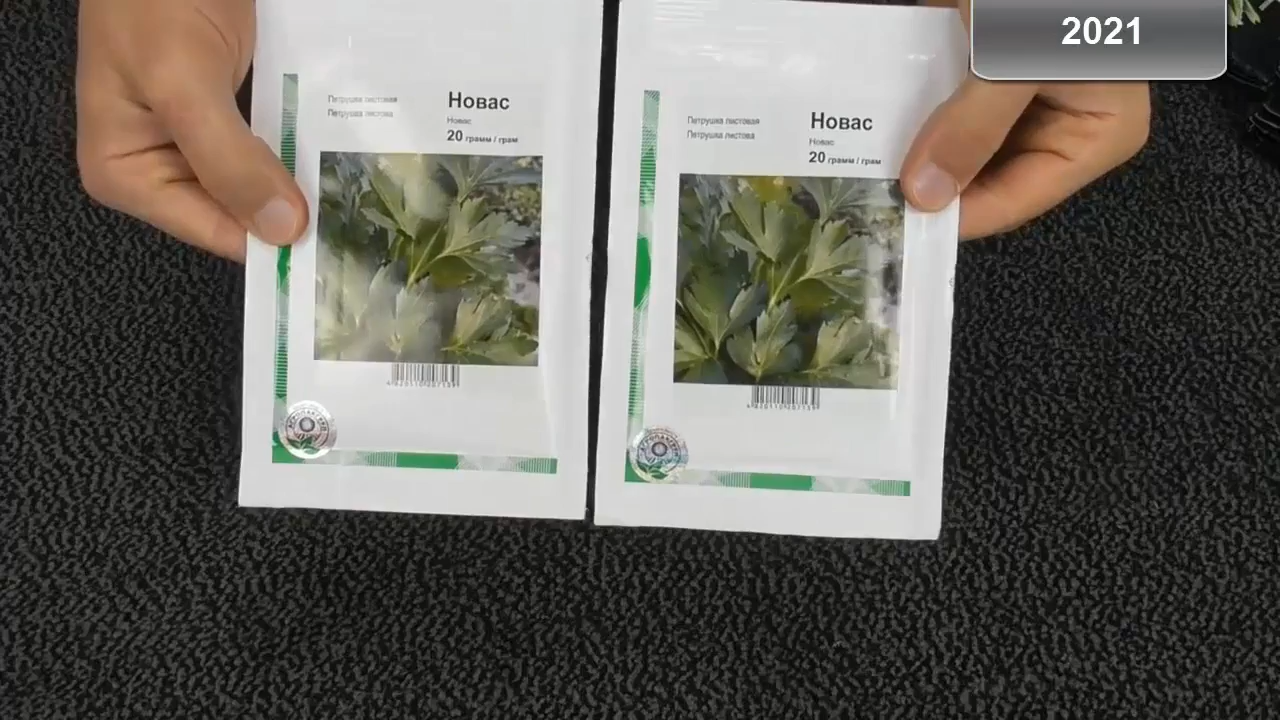 2021
Петрушка листовая
Петрушка листова
Новас
Новас
20 грамм / грам
Петрушка листовая
Петрушка листова
Новас
Новас
20 грамм / грам